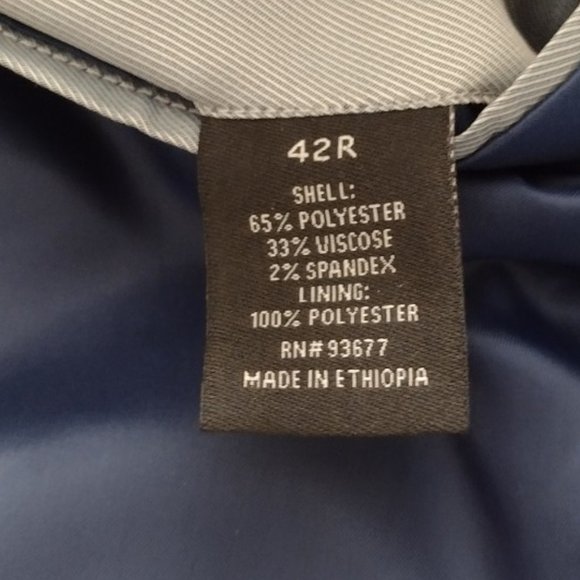 42R
SHELL:
65% POLYESTER
33% VISCOSE
2% SPANDEX
LINING:
100% POLYESTER
RN# 93677
MADE IN ETHIOPIA